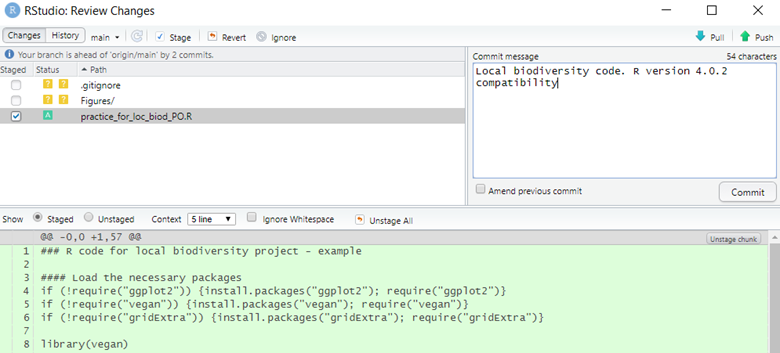 RStudio: Review Changes
Changes History main Stage Revert Ignore Pull Push
Your branch is ahead of 'origin/main' by 2 commits.
Staged Status Path
? ? .gitignore
? ? Figures/
A practice_for_loc_biod_PO.R
Commit message 54 characters
Local biodiversity code. R version 4.0.2
compatibility
Amend previous commit Commit
Show Staged Unstaged Context 5 line Ignore Whitespace Unstage All
@@ -0,0 +1,57 @@ Unstage chunk
1 ### R code for local biodiversity project - example
2
3 #### Load the necessary packages
4 if (!require("ggplot2")) {install.packages("ggplot2"); require("ggplot2")}
5 if (!require("vegan")) {install.packages("vegan"); require("vegan")}
6 if (!require("gridExtra")) {install.packages("gridExtra"); require("gridExtra")}
7
8 library(vegan)